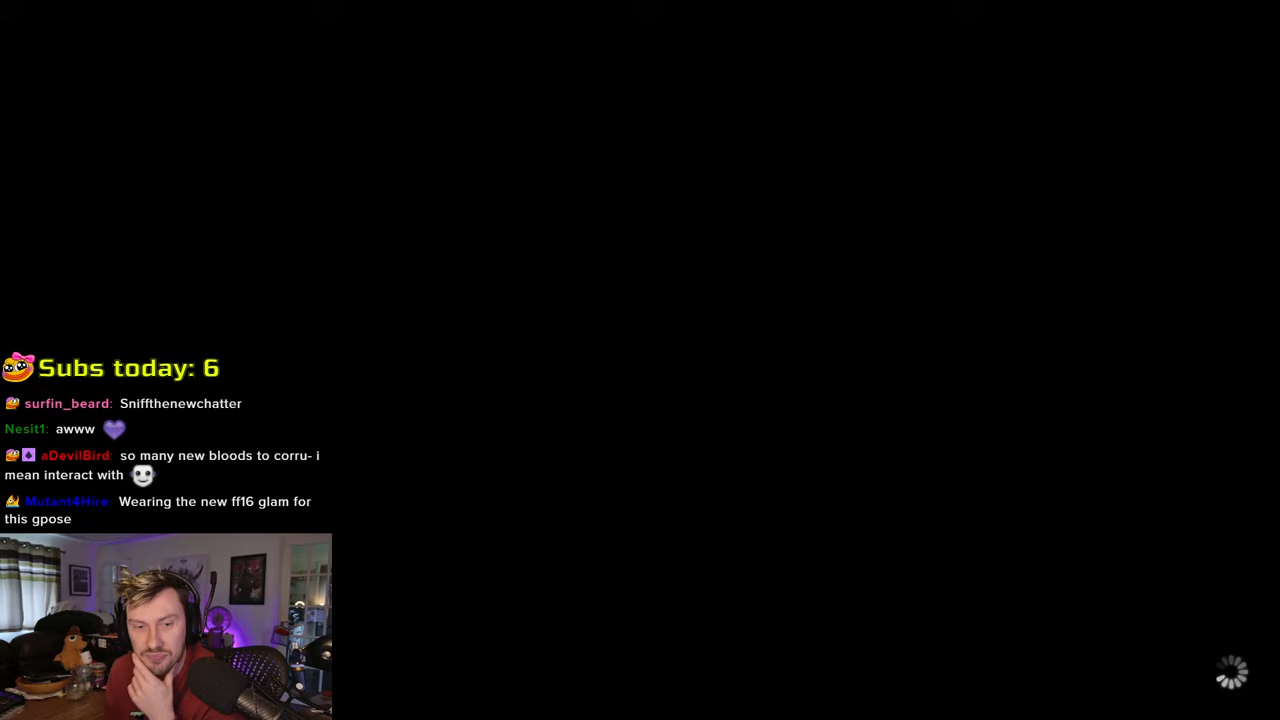 Subs today: 6
surfin_beard: Sniffthenewchatter
Nesit1: awww
aDevilBird: so many new bloods to corru- i
mean interact with
Mutant4Hire: Wearing the new ff16 glam for
this gpose